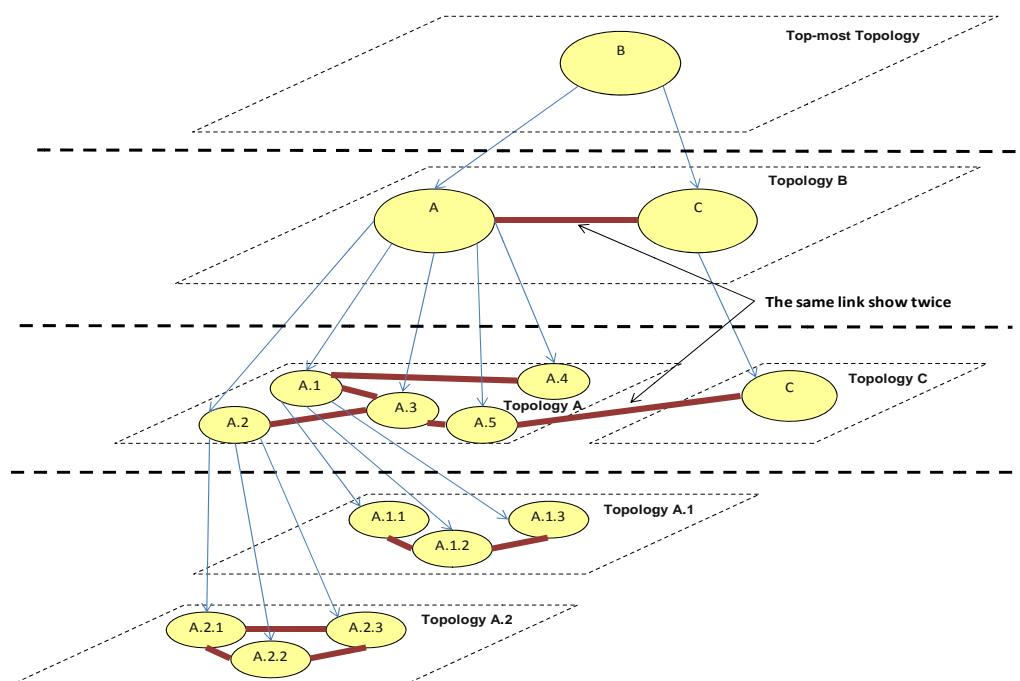 B
Top-most Topology
Topology B
A
C
The same link show twice
A.1
A.4
Topology C
C
A.3
Topology A
A.2
A.5
Topology A.1
A.1.1
A.1.3
A.1.2
Topology A.2
A.2.1
A.2.3
A.2.2